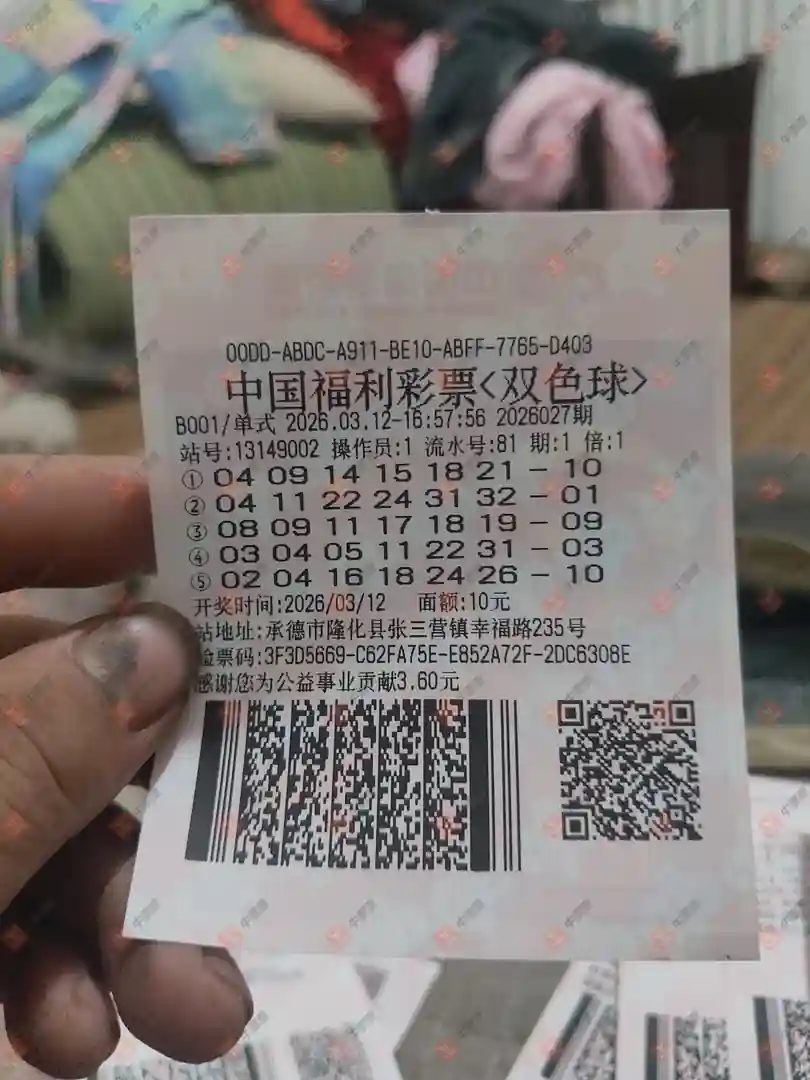 00DD-ABDC-A911-BE10-ABFF-7765-D403
中国福利彩票<双色球>
B001/单式 2026.03.12-16:57:56 2026027期
站号:13149002 操作员:1 流水号:81 期:1 倍:1
① 04 09 14 15 18 21 - 10
② 04 11 22 24 31 32 - 01
③ 08 09 11 17 18 19 - 09
④ 03 04 05 11 22 31 - 03
⑤ 02 04 16 18 24 26 - 10
开奖时间:2026/03/12 面额:10元
站地址:承德市隆化县张三营镇幸福路235号
验票码:3F3D5669-C62FA75E-E852A72F-2DC6308E
感谢您为公益事业贡献3.60元